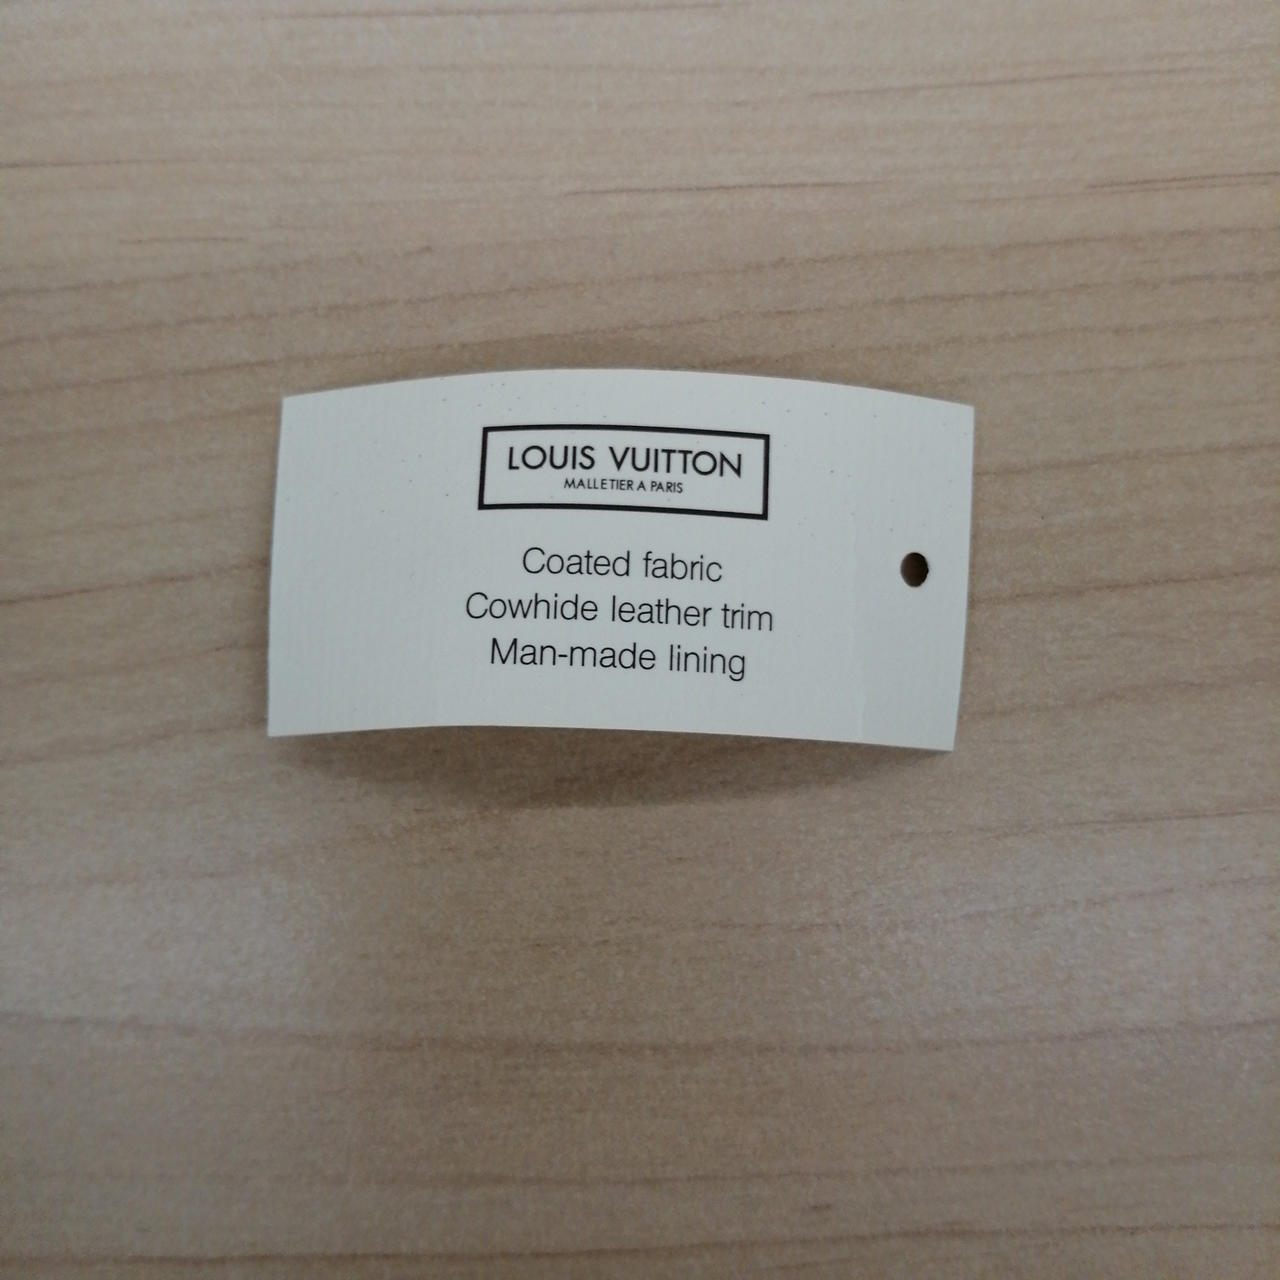 LOUIS VUITTON
MALLETIER A PARIS
Coated fabric
Cowhide leather trim
Man-made lining